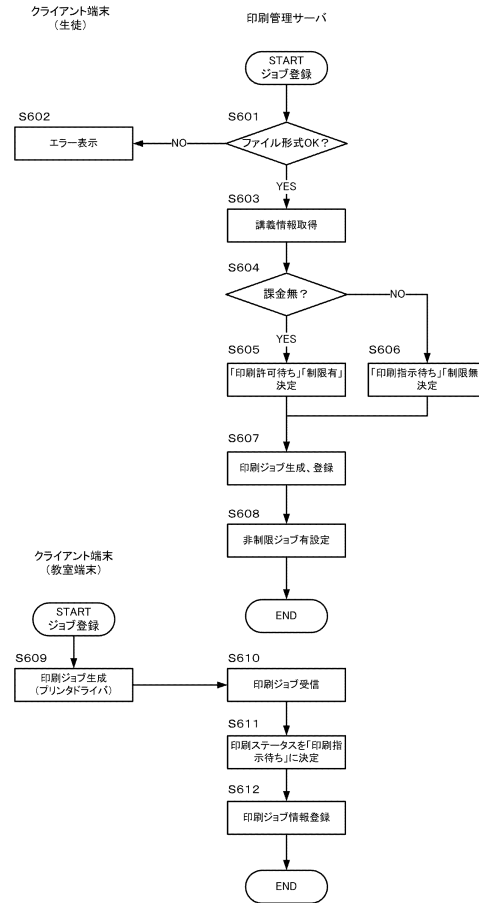 クライアント端末
(生徒)
印刷管理サーバ
START
ジョブ登録
S601
ファイル形式OK?
S602
エラー表示
NO
YES
S603
講義情報取得
S604
課金無?
NO
YES
S605
「印刷許可待ち」「制限有」
決定
S606
「印刷指示待ち」「制限無
決定
S607
印刷ジョブ生成、登録
S608
非制限ジョブ有設定
END
クライアント端末
(教室端末)
START
ジョブ登録
S609
印刷ジョブ生成
(プリンタドライバ)
S610
印刷ジョブ受信
S611
印刷ステータスを「印刷指
示待ち」に決定
S612
印刷ジョブ情報登録
END